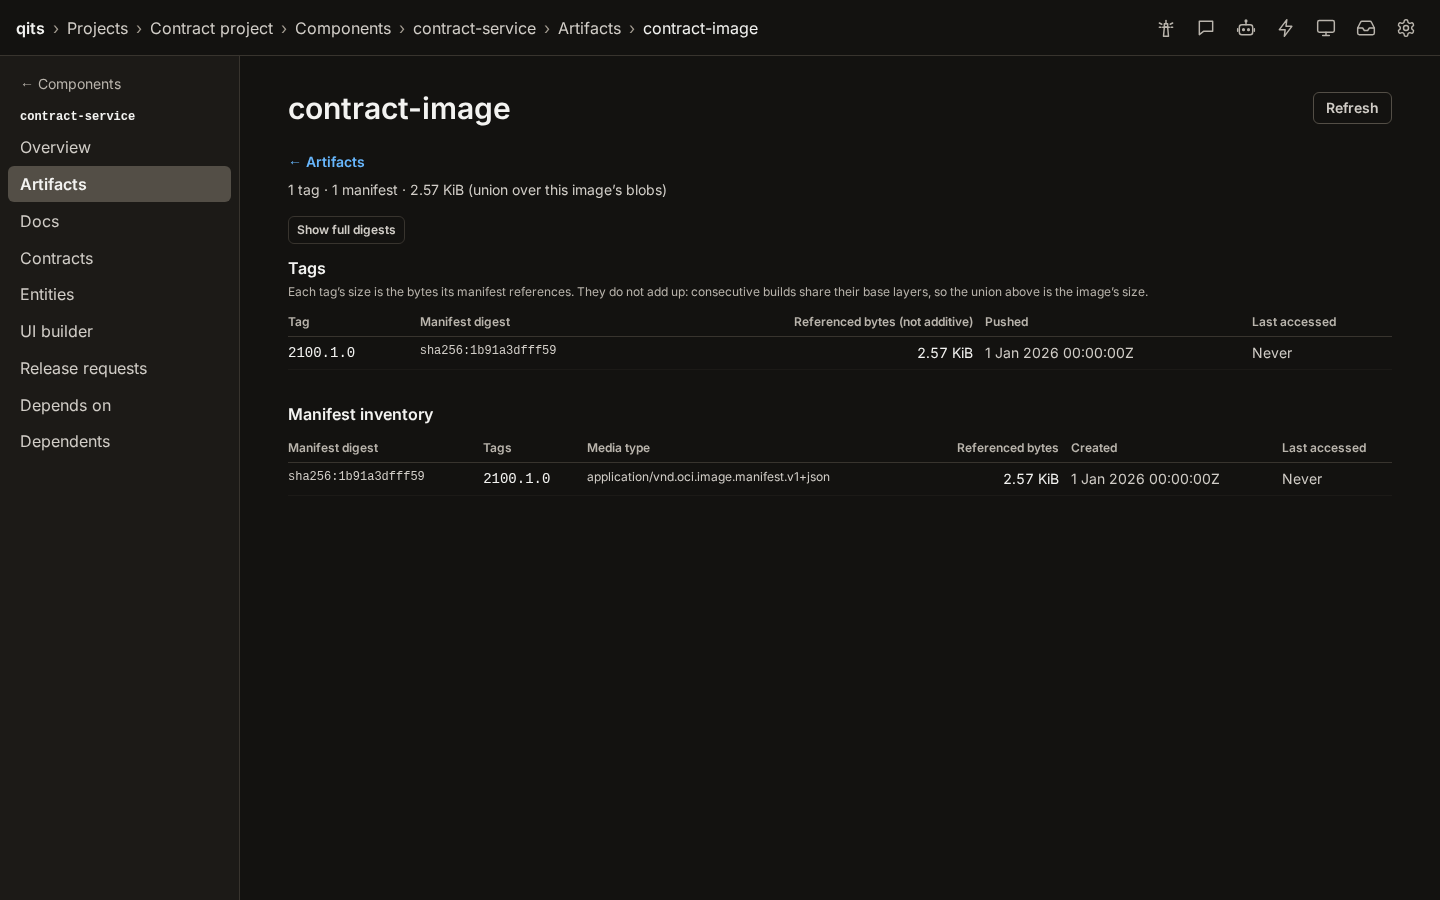 qits › Projects › Contract project › Components › contract-service › Artifacts › contract-image
← Components
contract-service
Overview
Artifacts
Docs
Contracts
Entities
UI builder
Release requests
Depends on
Dependents
contract-image
Refresh
← Artifacts
1 tag · 1 manifest · 2.57 KiB (union over this image’s blobs)
Show full digests
Tags
Each tag’s size is the bytes its manifest references. They do not add up: consecutive builds share their base layers, so the union above is the image’s size.
Tag Manifest digest Referenced bytes (not additive) Pushed Last accessed
2100.1.0 sha256:1b91a3dfff59 2.57 KiB 1 Jan 2026 00:00:00Z Never
Manifest inventory
Manifest digest Tags Media type Referenced bytes Created Last accessed
sha256:1b91a3dfff59 2100.1.0 application/vnd.oci.image.manifest.v1+json 2.57 KiB 1 Jan 2026 00:00:00Z Never